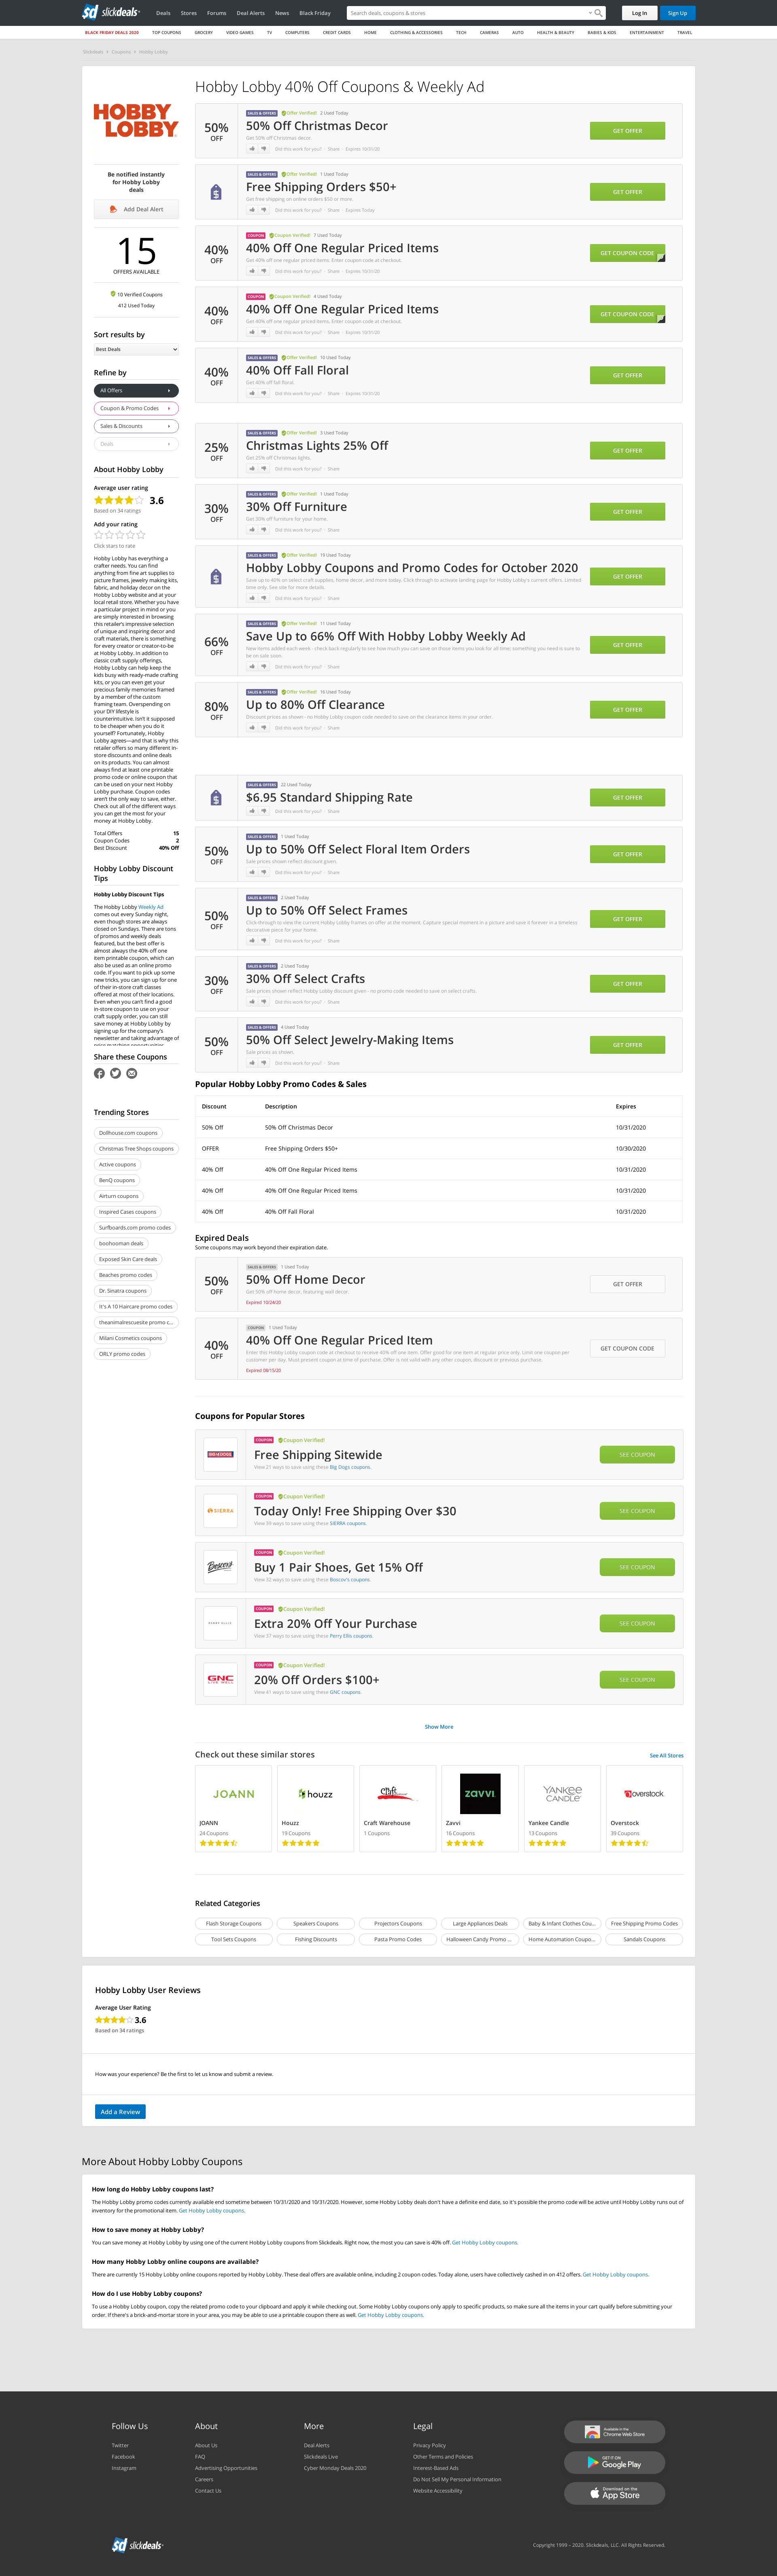 slickdeals
Deals Stores Forums Deal Alerts News Black Friday
Search deals, coupons & stores
Log In Sign Up
BLACK FRIDAY DEALS 2020 TOP COUPONS GROCERY VIDEO GAMES TV COMPUTERS CREDIT CARDS HOME CLOTHING & ACCESSORIES TECH CAMERAS AUTO HEALTH & BEAUTY BABIES & KIDS ENTERTAINMENT TRAVEL
Slickdeals > Coupons > Hobby Lobby
HOBBY
LOBBY
Be notified instantly
for Hobby Lobby
deals
Add Deal Alert
15
OFFERS AVAILABLE
10 Verified Coupons
412 Used Today
Sort results by
Best Deals
Refine by
All Offers
Coupon & Promo Codes
Sales & Discounts
Deals
About Hobby Lobby
Average user rating
3.6
Based on 34 ratings
Add your rating
Click stars to rate
Hobby Lobby has everything a
crafter needs. You can find
anything from fine art supplies to
picture frames, jewelry making kits,
fabric, and holiday decor on the
Hobby Lobby website and at your
local retail store. Whether you have
a particular project in mind or you
are simply interested in browsing
this retailer's impressive selection
of unique and inspiring decor and
craft materials, there is something
for every creator or creator-to-be
at Hobby Lobby. In addition to
classic craft supply offerings,
Hobby Lobby can help keep the
kids busy with ready-made crafting
kits, or you can even get your
precious family memories framed
by a member of the custom
framing team. Overspending on
your DIY lifestyle is
counterintuitive. Isn't it supposed
to be cheaper when you do it
yourself? Fortunately, Hobby
Lobby agrees—and that is why this
retailer offers so many different in-
store discounts and online deals
on its products. You can almost
always find at least one printable
promo code or online coupon that
can be used on your next Hobby
Lobby purchase. Coupon codes
aren't the only way to save, either.
Check out all of the different ways
you can get the most for your
money at Hobby Lobby.
Total Offers 15
Coupon Codes 2
Best Discount 40% Off
Hobby Lobby Discount
Tips
Hobby Lobby Discount Tips
The Hobby Lobby Weekly Ad
comes out every Sunday night,
even though stores are always
closed on Sundays. There are tons
of promos and weekly deals
featured, but the best offer is
almost always the 40% off one
item printable coupon, which can
also be used as an online promo
code. If you want to pick up some
new tricks, you can sign up for one
of their in-store craft classes
offered at most of their locations.
Even when you can't find a good
in-store coupon to use on your
craft supply order, you can still
save money at Hobby Lobby by
signing up for the company's
newsletter and taking advantage of
Share these Coupons
Trending Stores
Dollhouse.com coupons
Christmas Tree Shops coupons
Active coupons
BenQ coupons
Airturn coupons
Inspired Cases coupons
Surfboards.com promo codes
boohooman deals
Exposed Skin Care deals
Beaches promo codes
Dr. Sinatra coupons
It's A 10 Haircare promo codes
theanimalrescuesite promo c...
Milani Cosmetics coupons
ORLY promo codes
Hobby Lobby 40% Off Coupons & Weekly Ad
50% OFF
SALES & OFFERS Offer Verified! 2 Used Today
50% Off Christmas Decor
Get 50% off Christmas decor.
Did this work for you? · Share · Expires 10/31/20
GET OFFER
SALES & OFFERS Offer Verified! 1 Used Today
Free Shipping Orders $50+
Get free shipping on online orders $50 or more.
Did this work for you? · Share · Expires Today
GET OFFER
40% OFF
COUPON Coupon Verified! 7 Used Today
40% Off One Regular Priced Items
Get 40% off one regular priced items. Enter coupon code at checkout.
Did this work for you? · Share · Expires 10/31/20
GET COUPON CODE
40% OFF
COUPON Coupon Verified! 4 Used Today
40% Off One Regular Priced Items
Get 40% off one regular priced items. Enter coupon code at checkout.
Did this work for you? · Share · Expires 10/31/20
GET COUPON CODE
40% OFF
SALES & OFFERS Offer Verified! 10 Used Today
40% Off Fall Floral
Get 40% off fall floral.
Did this work for you? · Share · Expires 10/31/20
GET OFFER
25% OFF
SALES & OFFERS Offer Verified! 3 Used Today
Christmas Lights 25% Off
Get 25% off Christmas lights.
Did this work for you? · Share
GET OFFER
30% OFF
SALES & OFFERS Offer Verified! 1 Used Today
30% Off Furniture
Get 30% off furniture for your home.
Did this work for you? · Share
GET OFFER
SALES & OFFERS Offer Verified! 19 Used Today
Hobby Lobby Coupons and Promo Codes for October 2020
Save up to 40% on select craft supplies, home decor, and more today. Click through to activate landing page for Hobby Lobby's current offers. Limited
time only. See site for more details.
Did this work for you? · Share
GET OFFER
66% OFF
SALES & OFFERS Offer Verified! 11 Used Today
Save Up to 66% Off With Hobby Lobby Weekly Ad
New items added each week - check back regularly to see how much you can save on those items you look for all time, something you need is sure to
be on sale soon.
Did this work for you? · Share
GET OFFER
80% OFF
SALES & OFFERS Offer Verified! 16 Used Today
Up to 80% Off Clearance
Discount prices as shown - no Hobby Lobby coupon code needed to save on the clearance items in your order.
Did this work for you? · Share
GET OFFER
SALES & OFFERS 22 Used Today
$6.95 Standard Shipping Rate
Did this work for you? · Share
GET OFFER
50% OFF
SALES & OFFERS 1 Used Today
Up to 50% Off Select Floral Item Orders
Sale prices shown reflect discount given.
Did this work for you? · Share
GET OFFER
50% OFF
SALES & OFFERS 2 Used Today
Up to 50% Off Select Frames
Click-through to view the current Hobby Lobby Frames on offer at the moment. Capture special moment in a picture and save it forever in a timeless
decorative piece for your home.
Did this work for you? · Share
GET OFFER
30% OFF
SALES & OFFERS 2 Used Today
30% Off Select Crafts
Sale prices shown reflect Hobby Lobby discount given - no promo code needed to save on select crafts.
Did this work for you? · Share
GET OFFER
50% OFF
SALES & OFFERS 4 Used Today
50% Off Select Jewelry-Making Items
Sale prices as shown.
Did this work for you? · Share
GET OFFER
Popular Hobby Lobby Promo Codes & Sales
Discount Description Expires
50% Off 50% Off Christmas Decor 10/31/2020
OFFER Free Shipping Orders $50+ 10/30/2020
40% Off 40% Off One Regular Priced Items 10/31/2020
40% Off 40% Off One Regular Priced Items 10/31/2020
40% Off 40% Off Fall Floral 10/31/2020
Expired Deals
Some coupons may work beyond their expiration date.
50% OFF
SALES & OFFERS 1 Used Today
50% Off Home Decor
Get 50% off home decor, featuring wall decor.
Expired 10/24/20
GET OFFER
40% OFF
COUPON 1 Used Today
40% Off One Regular Priced Item
Enter this Hobby Lobby coupon code at checkout to receive 40% off one item. Offer good for one item at regular price only. Limit one coupon per
customer per day. Must present coupon at time of purchase. Offer is not valid with any other coupon, discount or previous purchase.
Expired 08/15/20
GET COUPON CODE
Coupons for Popular Stores
BIG DOGS
COUPON Coupon Verified!
Free Shipping Sitewide
View 21 ways to save using these Big Dogs coupons.
SEE COUPON
SIERRA
COUPON Coupon Verified!
Today Only! Free Shipping Over $30
View 39 ways to save using these SIERRA coupons.
SEE COUPON
Boscov's
COUPON Coupon Verified!
Buy 1 Pair Shoes, Get 15% Off
View 32 ways to save using these Boscov's coupons.
SEE COUPON
PERRY ELLIS
COUPON Coupon Verified!
Extra 20% Off Your Purchase
View 37 ways to save using these Perry Ellis coupons.
SEE COUPON
GNC
LIVE WELL
COUPON Coupon Verified!
20% Off Orders $100+
View 41 ways to save using these GNC coupons.
SEE COUPON
Show More
Check out these similar stores
See All Stores
JOANN houzz craft warehouse ZAVVI YANKEE CANDLE overstock
JOANN Houzz Craft Warehouse Zavvi Yankee Candle Overstock
24 Coupons 19 Coupons 1 Coupons 16 Coupons 13 Coupons 39 Coupons
Related Categories
Flash Storage Coupons Speakers Coupons Projectors Coupons Large Appliances Deals Baby & Infant Clothes Cou... Free Shipping Promo Codes
Tool Sets Coupons Fishing Discounts Pasta Promo Codes Halloween Candy Promo ... Home Automation Coupo... Sandals Coupons
Hobby Lobby User Reviews
Average User Rating
3.6
Based on 34 ratings
How was your experience? Be the first to let us know and submit a review.
Add a Review
More About Hobby Lobby Coupons
How long do Hobby Lobby coupons last?
The Hobby Lobby promo codes currently available end sometime between 10/31/2020 and 10/31/2020. However, some Hobby Lobby deals don't have a definite end date, so it's possible the promo code will be active until Hobby Lobby runs out of
inventory for the promotional item. Get Hobby Lobby coupons.
How to save money at Hobby Lobby?
You can save money at Hobby Lobby by using one of the current Hobby Lobby coupons from Slickdeals. Right now, the most you can save is 40% off. Get Hobby Lobby coupons.
How many Hobby Lobby online coupons are available?
There are currently 15 Hobby Lobby online coupons reported by Hobby Lobby. These deal offers are available online, including 2 coupon codes. Today alone, users have collectively cashed in on 412 offers. Get Hobby Lobby coupons.
How do I use Hobby Lobby coupons?
To use a Hobby Lobby coupon, copy the related promo code to your clipboard and apply it while checking out. Some Hobby Lobby coupons only apply to specific products, so make sure all the items in your cart qualify before submitting your
order. If there's a brick-and-mortar store in your area, you may be able to use a printable coupon there as well. Get Hobby Lobby coupons.
Follow Us
Twitter
Facebook
Instagram
About
About Us
FAQ
Advertising Opportunities
Careers
Contact Us
More
Deal Alerts
Slickdeals Live
Cyber Monday Deals 2020
Legal
Privacy Policy
Other Terms and Policies
Interest-Based Ads
Do Not Sell My Personal Information
Website Accessibility
Available in the
Chrome Web Store
GET IT ON
Google Play
Download on the
App Store
slickdeals
Copyright 1999 – 2020. Slickdeals, LLC. All Rights Reserved.